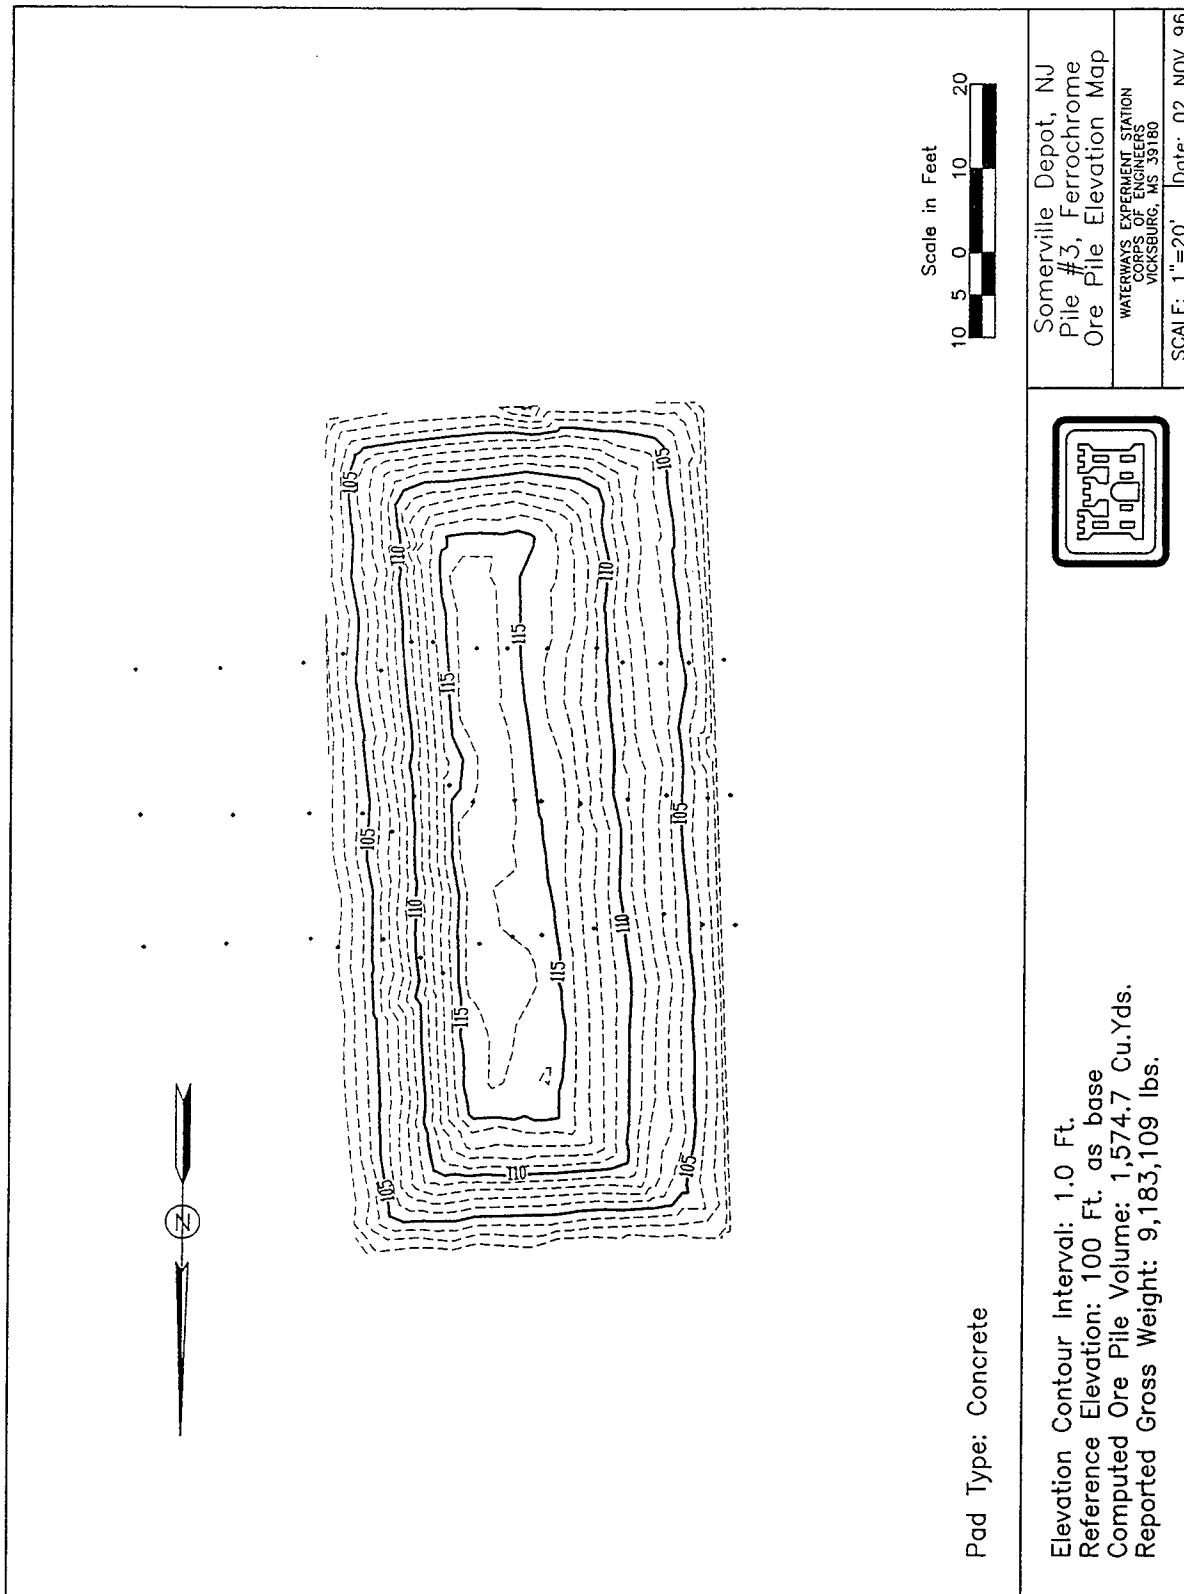 N
105
105
110
110
115
115
105
105
110
115
115
110
105
105
Pad Type: Concrete
Scale in Feet
10 5 0 10 20
Elevation Contour Interval: 1.0 Ft.
Reference Elevation: 100 Ft. as base
Computed Ore Pile Volume: 1,574.7 Cu.Yds.
Reported Gross Weight: 9,183,109 lbs.
Somerville Depot, NJ
Pile #3, Ferrochrome
Ore Pile Elevation Map
WATERWAYS EXPERMENT STATION
CORPS OF ENGINEERS
VICKSBURG, MS 39180
SCALE: 1"=20' Date: 02 NOV 96